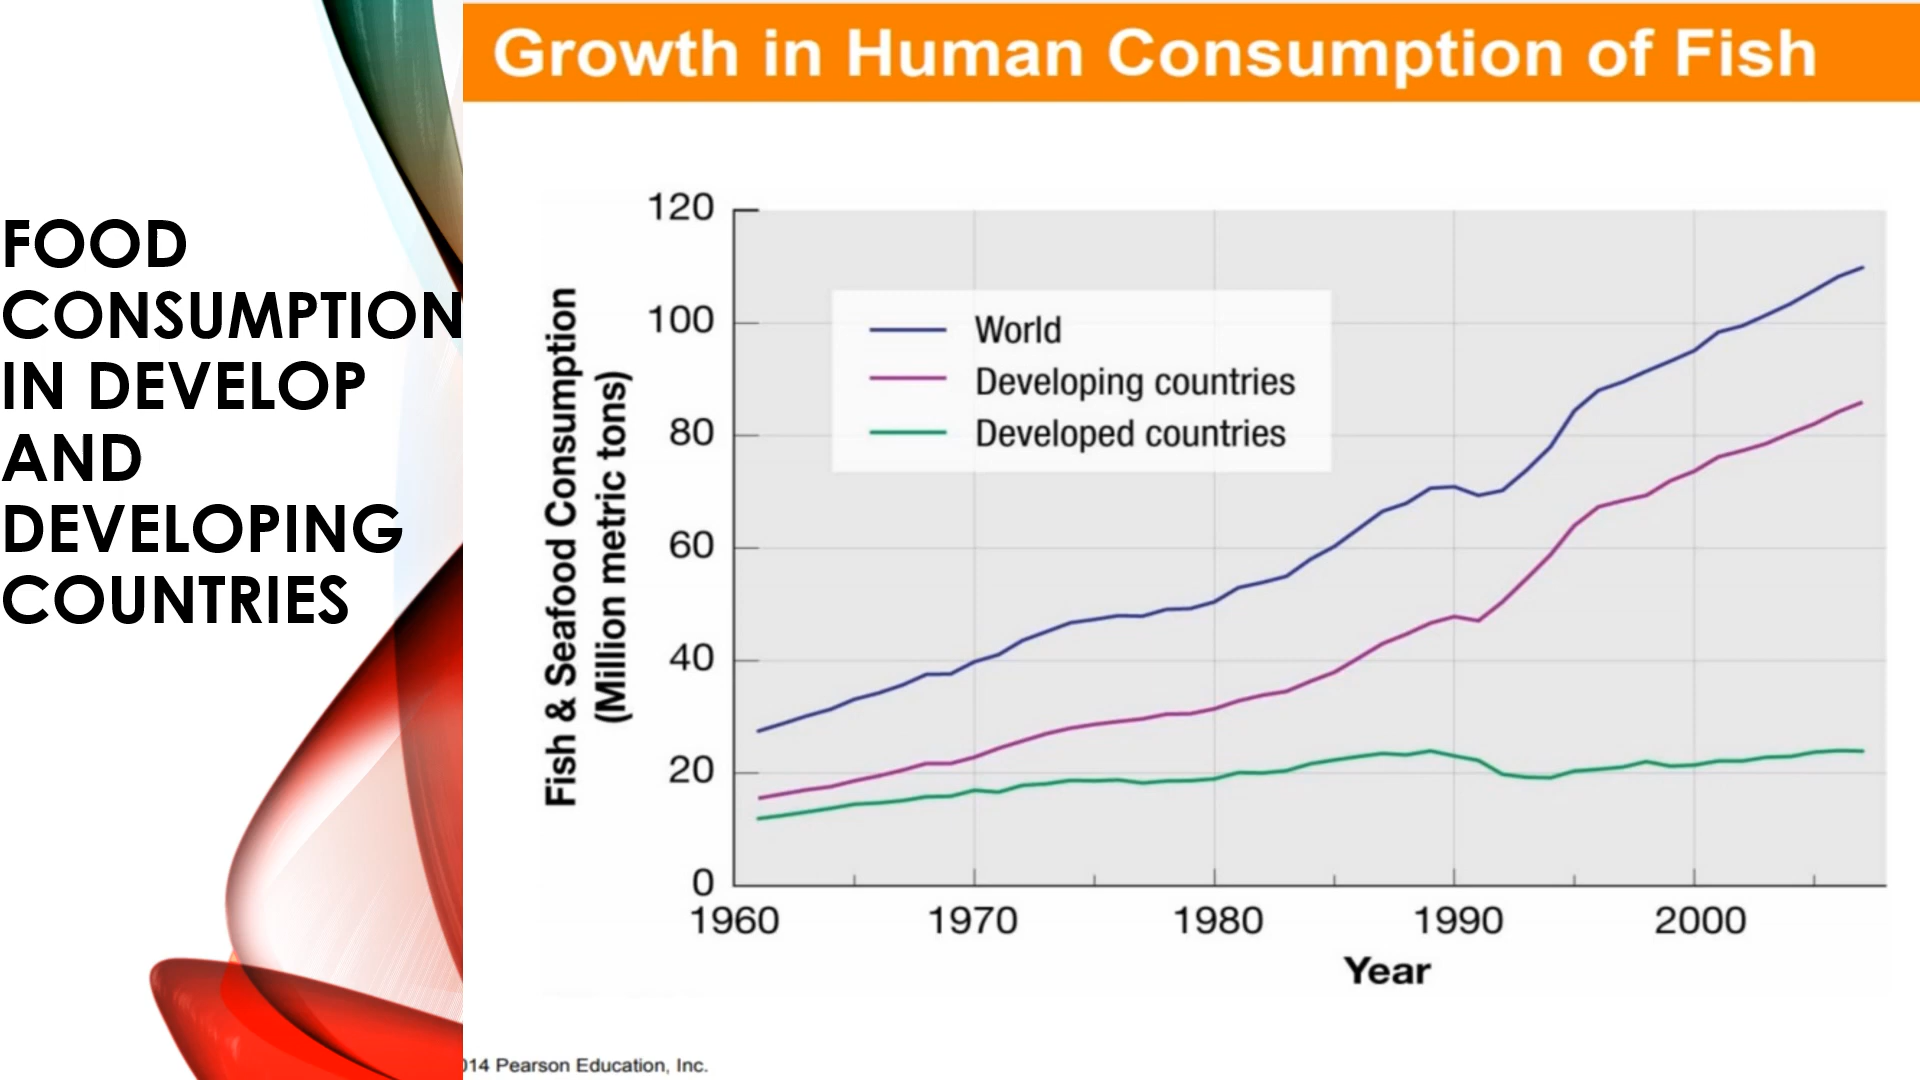 FOOD
CONSUMPTION
IN DEVELOP
AND
DEVELOPING
COUNTRIES
Growth in Human Consumption of Fish
Fish & Seafood Consumption
(Million metric tons)
120
100
80
60
40
20
0
World
Developing countries
Developed countries
1960 1970 1980 1990 2000
Year
14 Pearson Education, Inc.